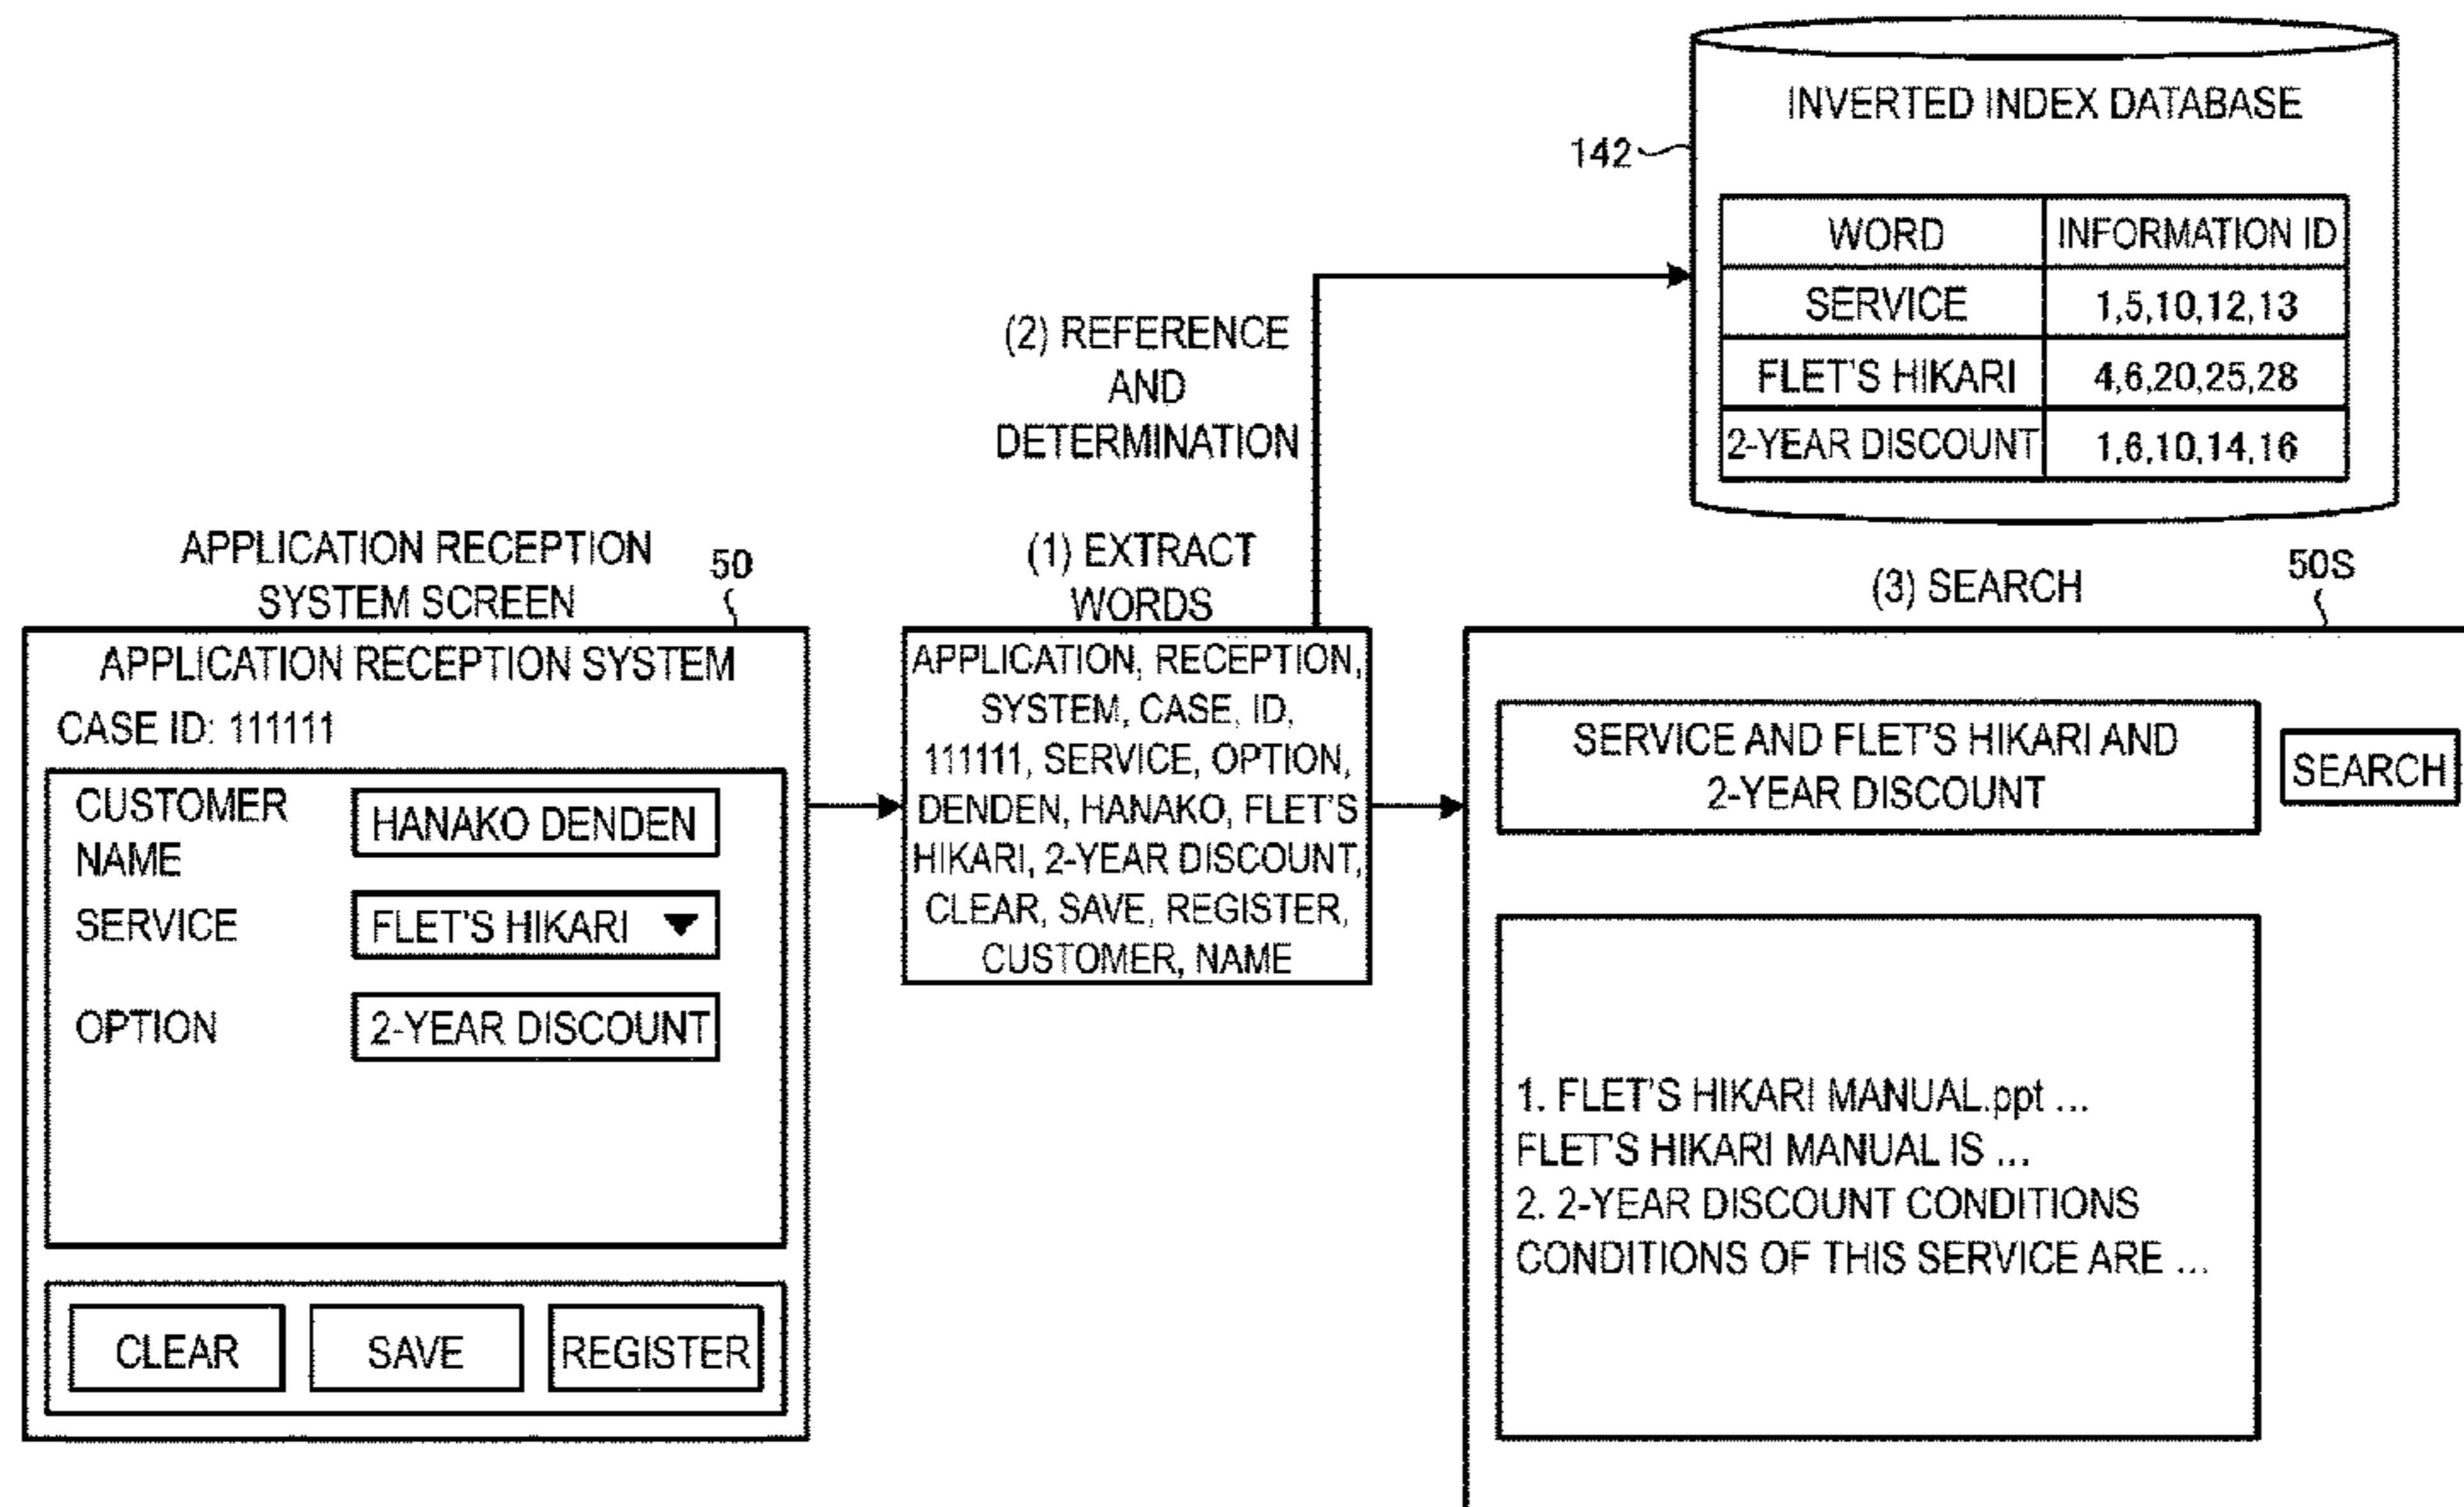 INVERTED INDEX DATABASE
142
WORD INFORMATION ID
SERVICE 1,5,10,12,13
FLET'S HIKARI 4,6,20,25,28
2-YEAR DISCOUNT 1,6,10,14,16
(2) REFERENCE
AND
DETERMINATION
(1) EXTRACT
WORDS
APPLICATION RECEPTION
SYSTEM SCREEN
50
APPLICATION RECEPTION SYSTEM
CASE ID: 111111
CUSTOMER
NAME
HANAKO DENDEN
SERVICE
FLET'S HIKARI ▼
OPTION
2-YEAR DISCOUNT
CLEAR
SAVE
REGISTER
APPLICATION, RECEPTION,
SYSTEM, CASE, ID,
111111, SERVICE, OPTION,
DENDEN, HANAKO, FLET'S
HIKARI, 2-YEAR DISCOUNT,
CLEAR, SAVE, REGISTER,
CUSTOMER, NAME
(3) SEARCH
50S
SERVICE AND FLET'S HIKARI AND
2-YEAR DISCOUNT
SEARCH
1. FLET'S HIKARI MANUAL.ppt ...
FLET'S HIKARI MANUAL IS ...
2. 2-YEAR DISCOUNT CONDITIONS
CONDITIONS OF THIS SERVICE ARE ...